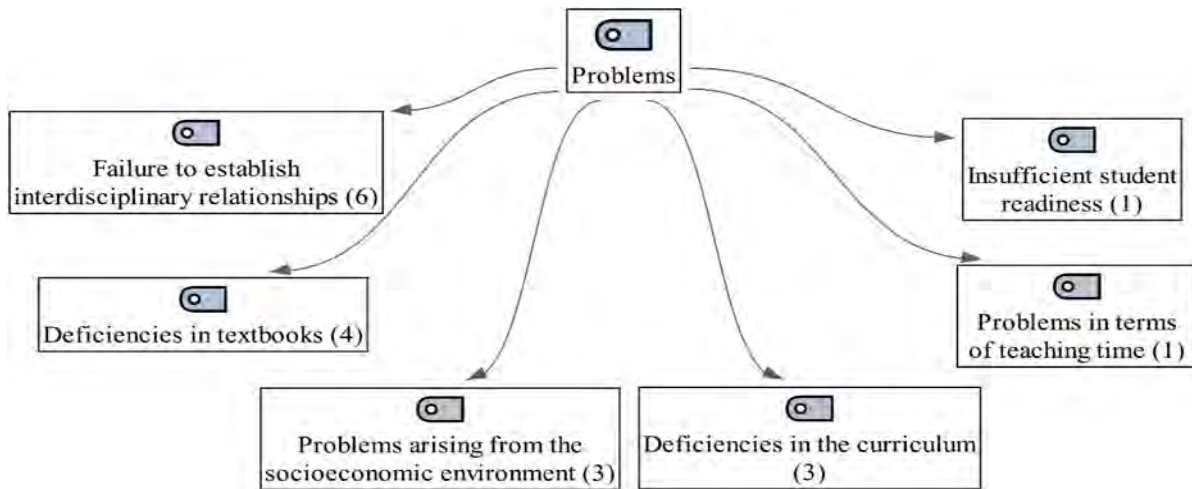 Problems
Failure to establish
interdisciplinary relationships (6)
Deficiencies in textbooks (4)
Problems arising from the
socioeconomic environment (3)
Deficiencies in the curriculum
(3)
Problems in terms
of teaching time (1)
Insufficient student
readiness (1)